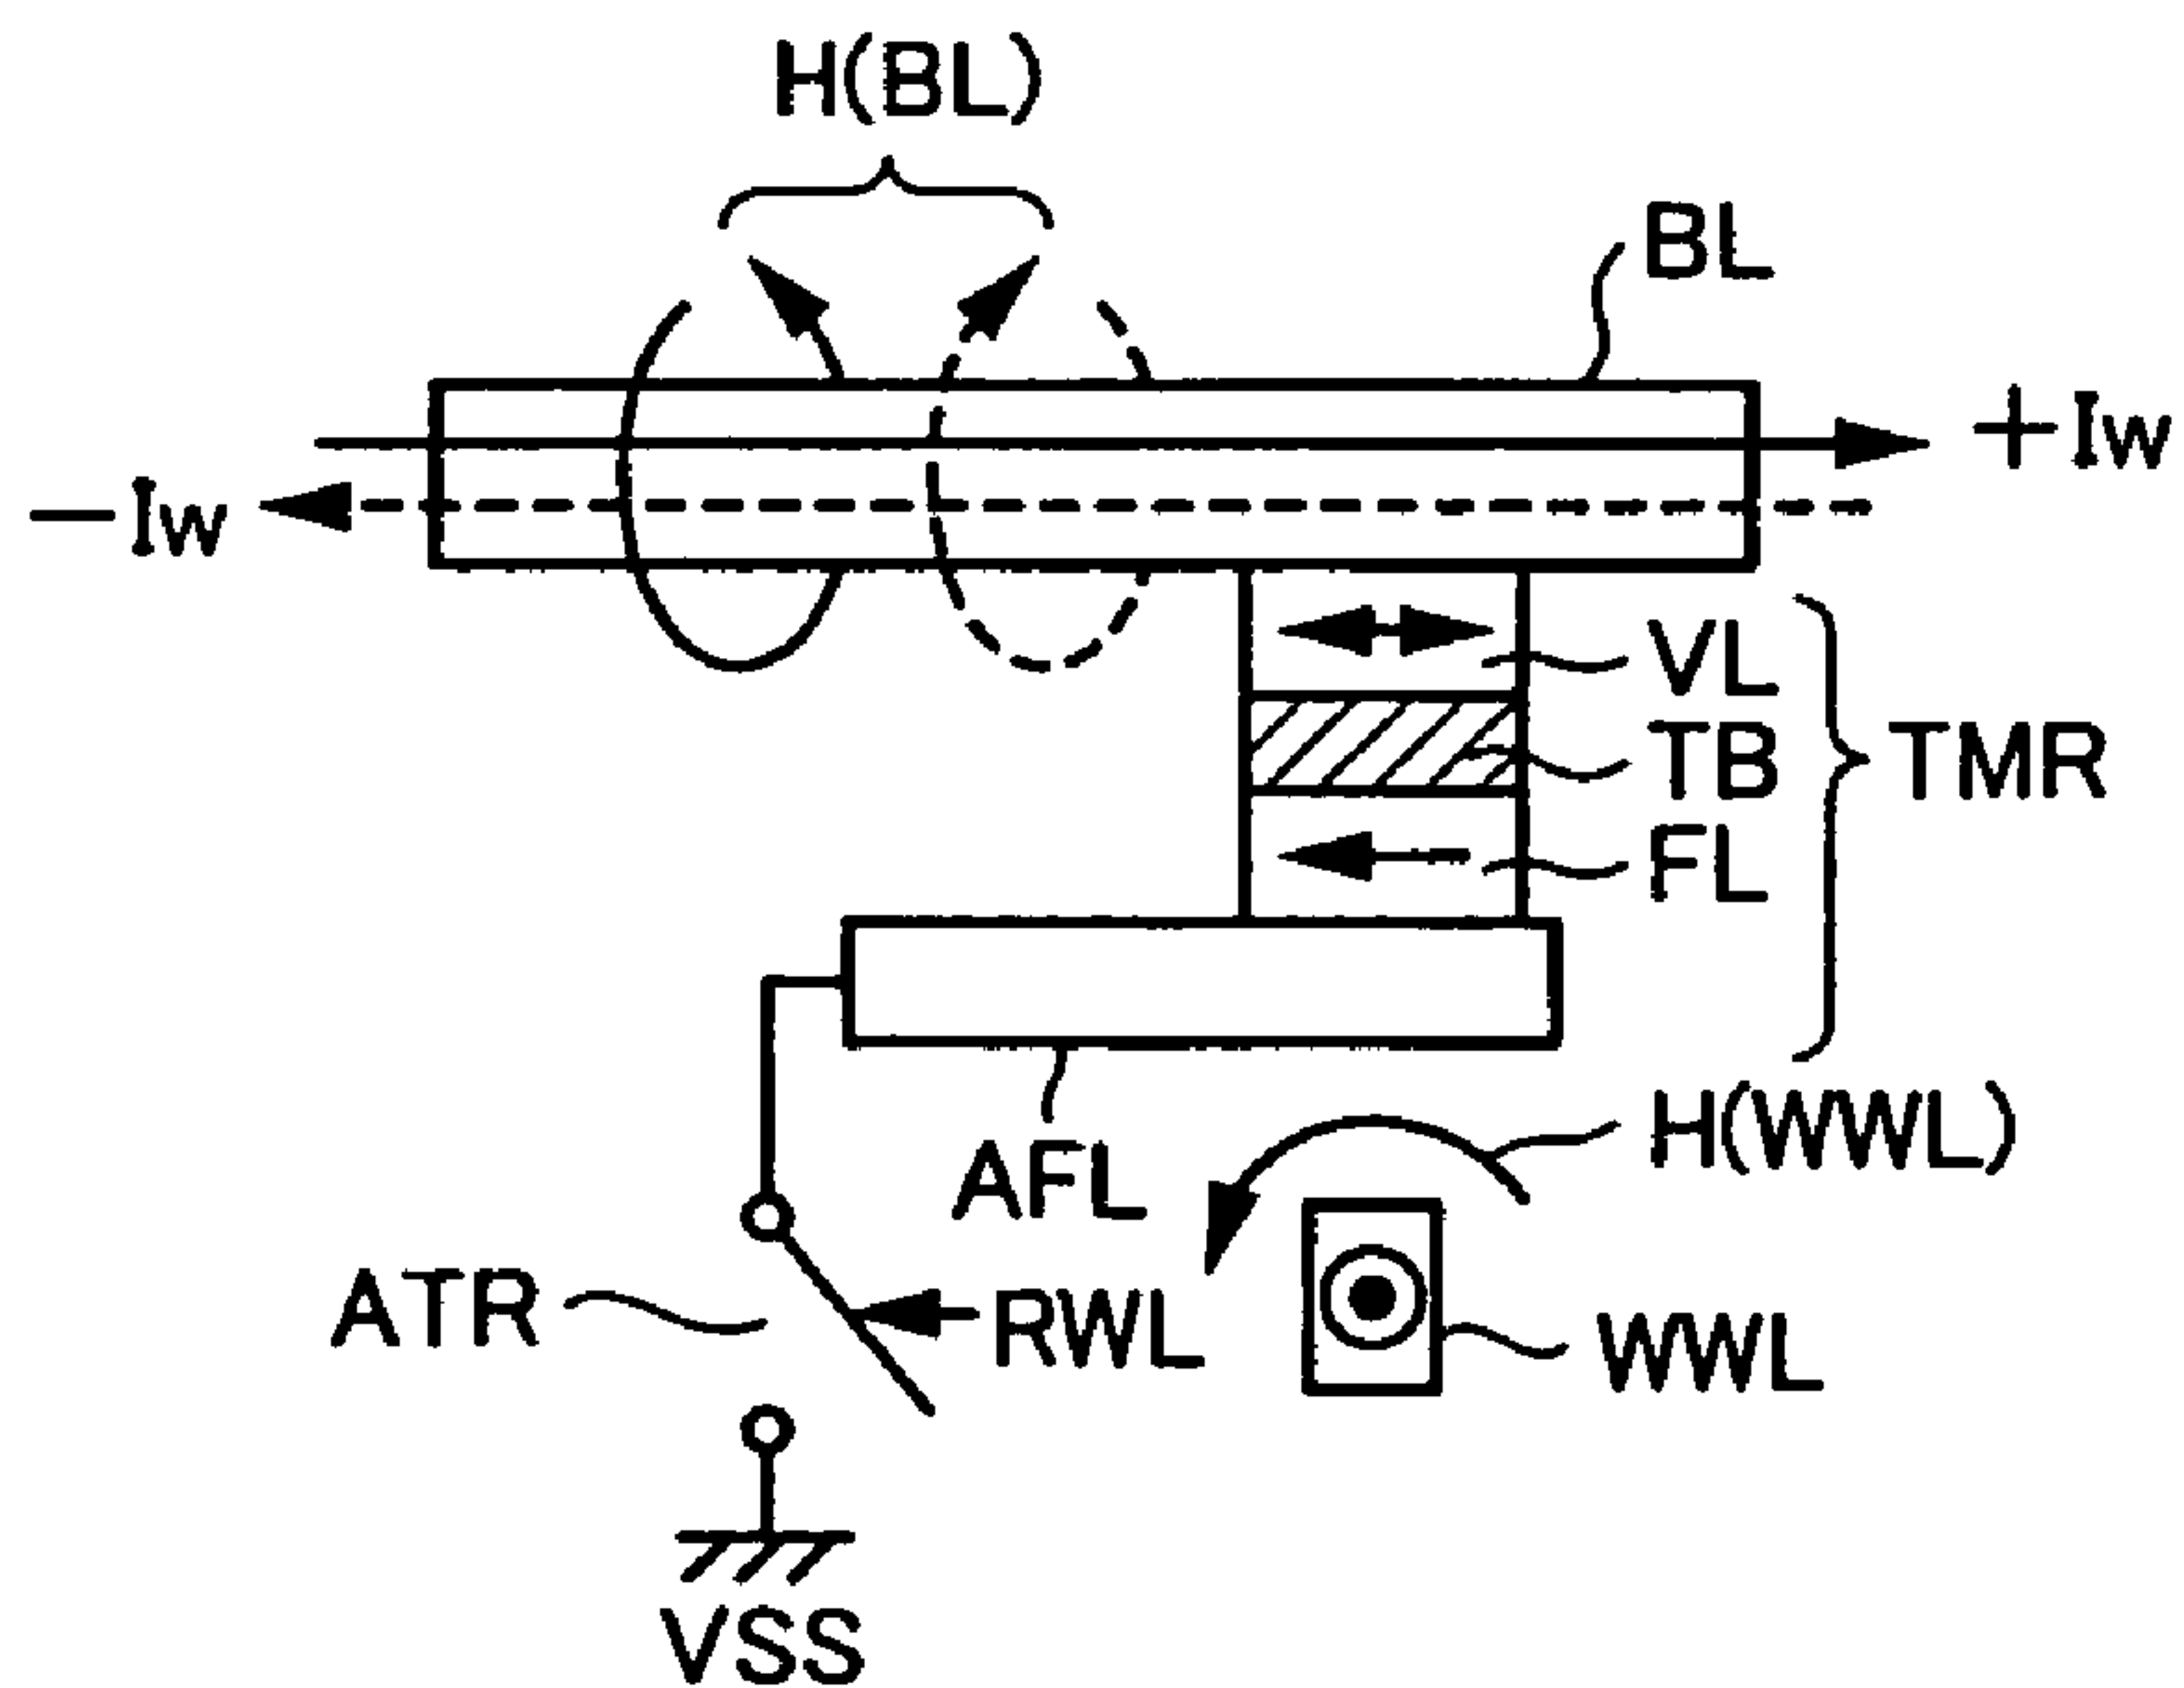 H(BL)
BL
+Iw
−Iw
VL
TB
TMR
FL
H(WWL)
AFL
ATR
RWL
WWL
VSS